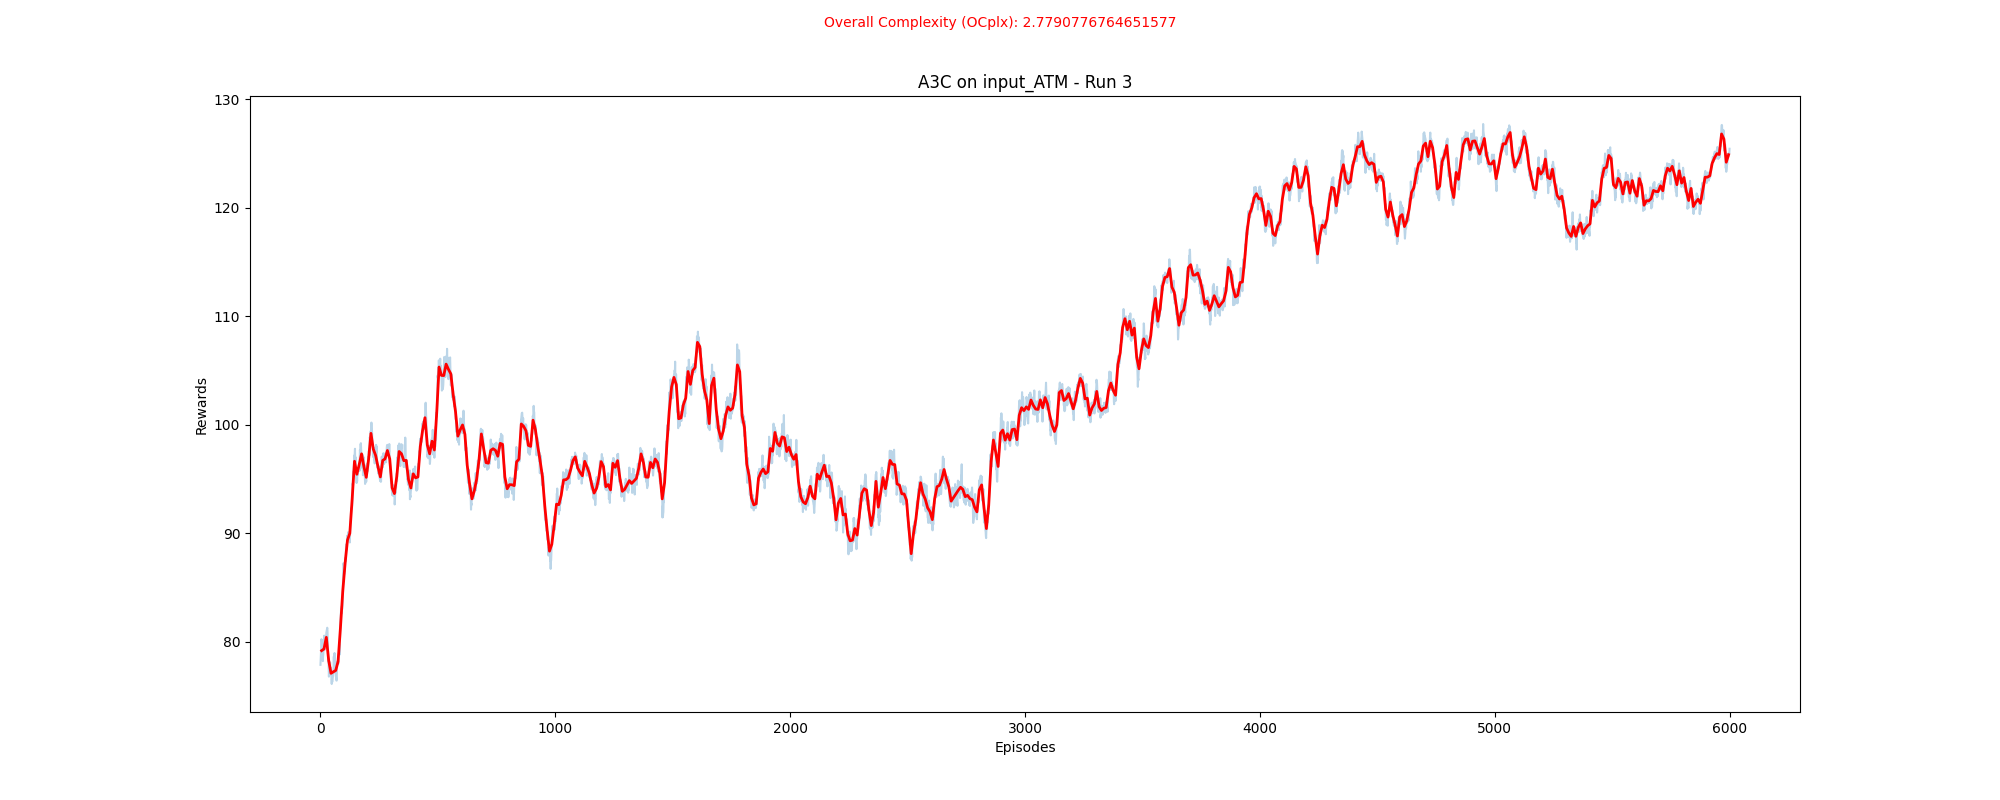 Overall Complexity (OCplx): 2.7790776764651577
A3C on input_ATM - Run 3
130
120
110
100
90
80
Rewards
0 1000 2000 3000 4000 5000 6000
Episodes